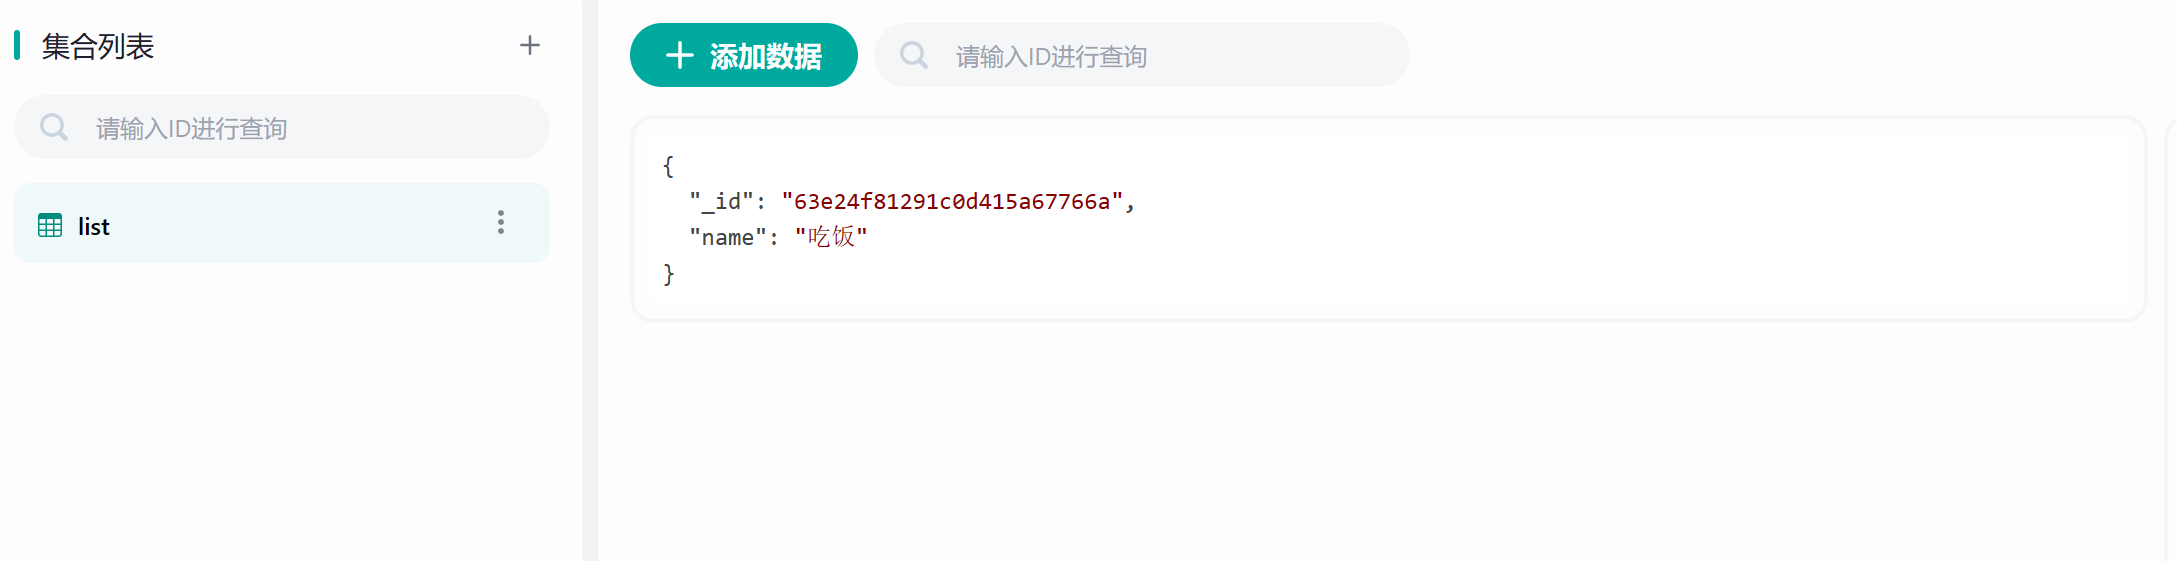 集合列表
请输入ID进行查询
list
添加数据
请输入ID进行查询
{
"_id": "63e24f81291c0d415a67766a",
"name": "吃饭"
}